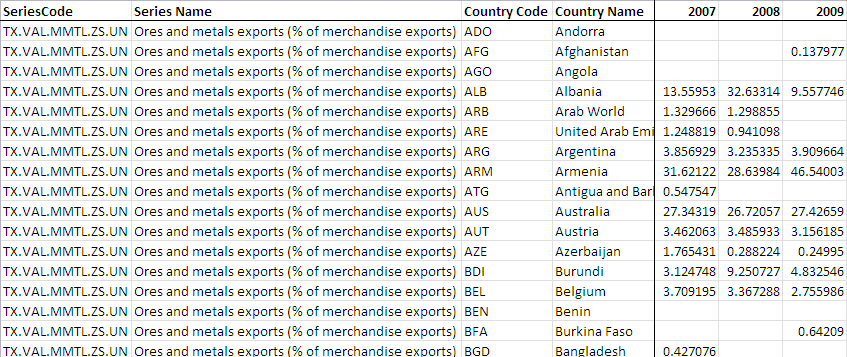 SeriesCode Series Name Country Code Country Name 2007 2008 2009
TX.VAL.MMTL.ZS.UN Ores and metals exports (% of merchandise exports) ADO Andorra
TX.VAL.MMTL.ZS.UN Ores and metals exports (% of merchandise exports) AFG Afghanistan 0.137977
TX.VAL.MMTL.ZS.UN Ores and metals exports (% of merchandise exports) AGO Angola
TX.VAL.MMTL.ZS.UN Ores and metals exports (% of merchandise exports) ALB Albania 13.55953 32.63314 9.557746
TX.VAL.MMTL.ZS.UN Ores and metals exports (% of merchandise exports) ARB Arab World 1.329666 1.298855
TX.VAL.MMTL.ZS.UN Ores and metals exports (% of merchandise exports) ARE United Arab Emi 1.248819 0.941098
TX.VAL.MMTL.ZS.UN Ores and metals exports (% of merchandise exports) ARG Argentina 3.856929 3.235335 3.909664
TX.VAL.MMTL.ZS.UN Ores and metals exports (% of merchandise exports) ARM Armenia 31.62122 28.63984 46.54003
TX.VAL.MMTL.ZS.UN Ores and metals exports (% of merchandise exports) ATG Antigua and Barl 0.547547
TX.VAL.MMTL.ZS.UN Ores and metals exports (% of merchandise exports) AUS Australia 27.34319 26.72057 27.42659
TX.VAL.MMTL.ZS.UN Ores and metals exports (% of merchandise exports) AUT Austria 3.462063 3.485933 3.156185
TX.VAL.MMTL.ZS.UN Ores and metals exports (% of merchandise exports) AZE Azerbaijan 1.765431 0.288224 0.24995
TX.VAL.MMTL.ZS.UN Ores and metals exports (% of merchandise exports) BDI Burundi 3.124748 9.250727 4.832546
TX.VAL.MMTL.ZS.UN Ores and metals exports (% of merchandise exports) BEL Belgium 3.709195 3.367288 2.755986
TX.VAL.MMTL.ZS.UN Ores and metals exports (% of merchandise exports) BEN Benin
TX.VAL.MMTL.ZS.UN Ores and metals exports (% of merchandise exports) BFA Burkina Faso 0.64209
TX.VAL.MMTL.ZS.UN Ores and metals exports (% of merchandise exports) BGD Bangladesh 0.427076